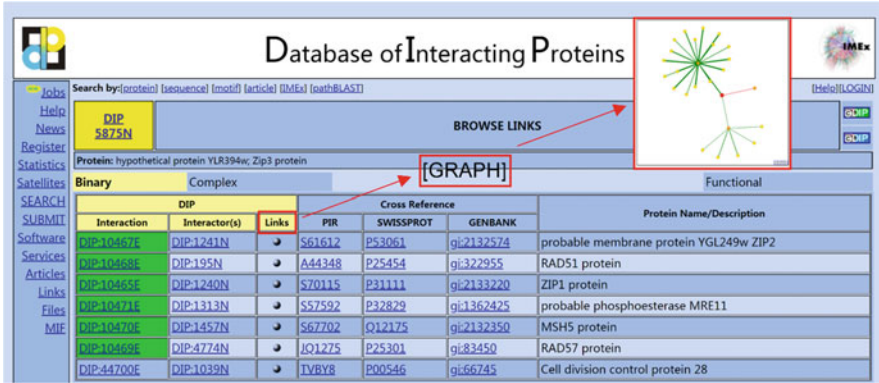 Database of Interacting Proteins
IMEx
Jobs
Help
News
Register
Statistics
Satellites
SEARCH
SUBMIT
Software
Services
Articles
Links
Files
MIF
Search by:[protein] [sequence] [motif] [article] [IMEx] [pathBLAST]
[Help][LOGIN]
DIP
5875N
BROWSE LINKS
Protein: hypothetical protein YLR394w; Zip3 protein
[GRAPH]
Binary Complex Functional
DIP Cross Reference Protein Name/Description
Interaction Interactor(s) Links PIR SWISSPROT GENBANK
DIP:10467E DIP:1241N S61612 P53061 gi:2132574 probable membrane protein YGL249w ZIP2
DIP:10468E DIP:195N A44348 P25454 gi:322955 RAD51 protein
DIP:10465E DIP:1240N S70115 P31111 gi:2133220 ZIP1 protein
DIP:10471E DIP:1313N S57592 P32829 gi:1362425 probable phosphoesterase MRE11
DIP:10470E DIP:1457N S67702 Q12175 gi:2132350 MSH5 protein
DIP:10469E DIP:4774N JQ1275 P25301 gi:83450 RAD57 protein
DIP:44700E DIP:1039N TVBY8 P00546 gi:66745 Cell division control protein 28